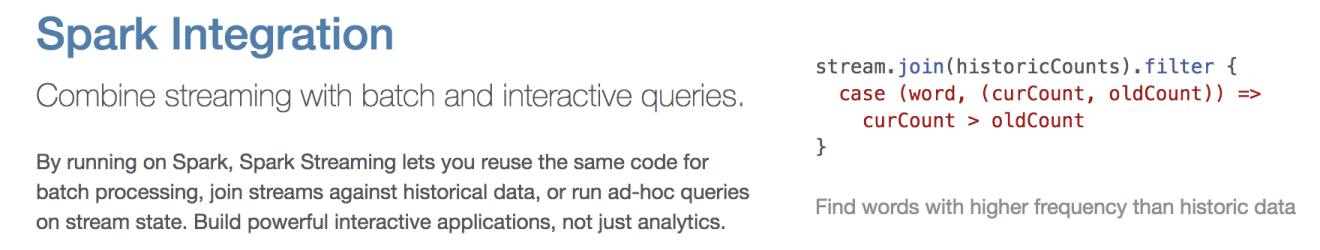 Spark Integration
Combine streaming with batch and interactive queries.
By running on Spark, Spark Streaming lets you reuse the same code for
batch processing, join streams against historical data, or run ad-hoc queries
on stream state. Build powerful interactive applications, not just analytics.
stream.join(historicCounts).filter {
  case (word, (curCount, oldCount)) =>
    curCount > oldCount
}
Find words with higher frequency than historic data